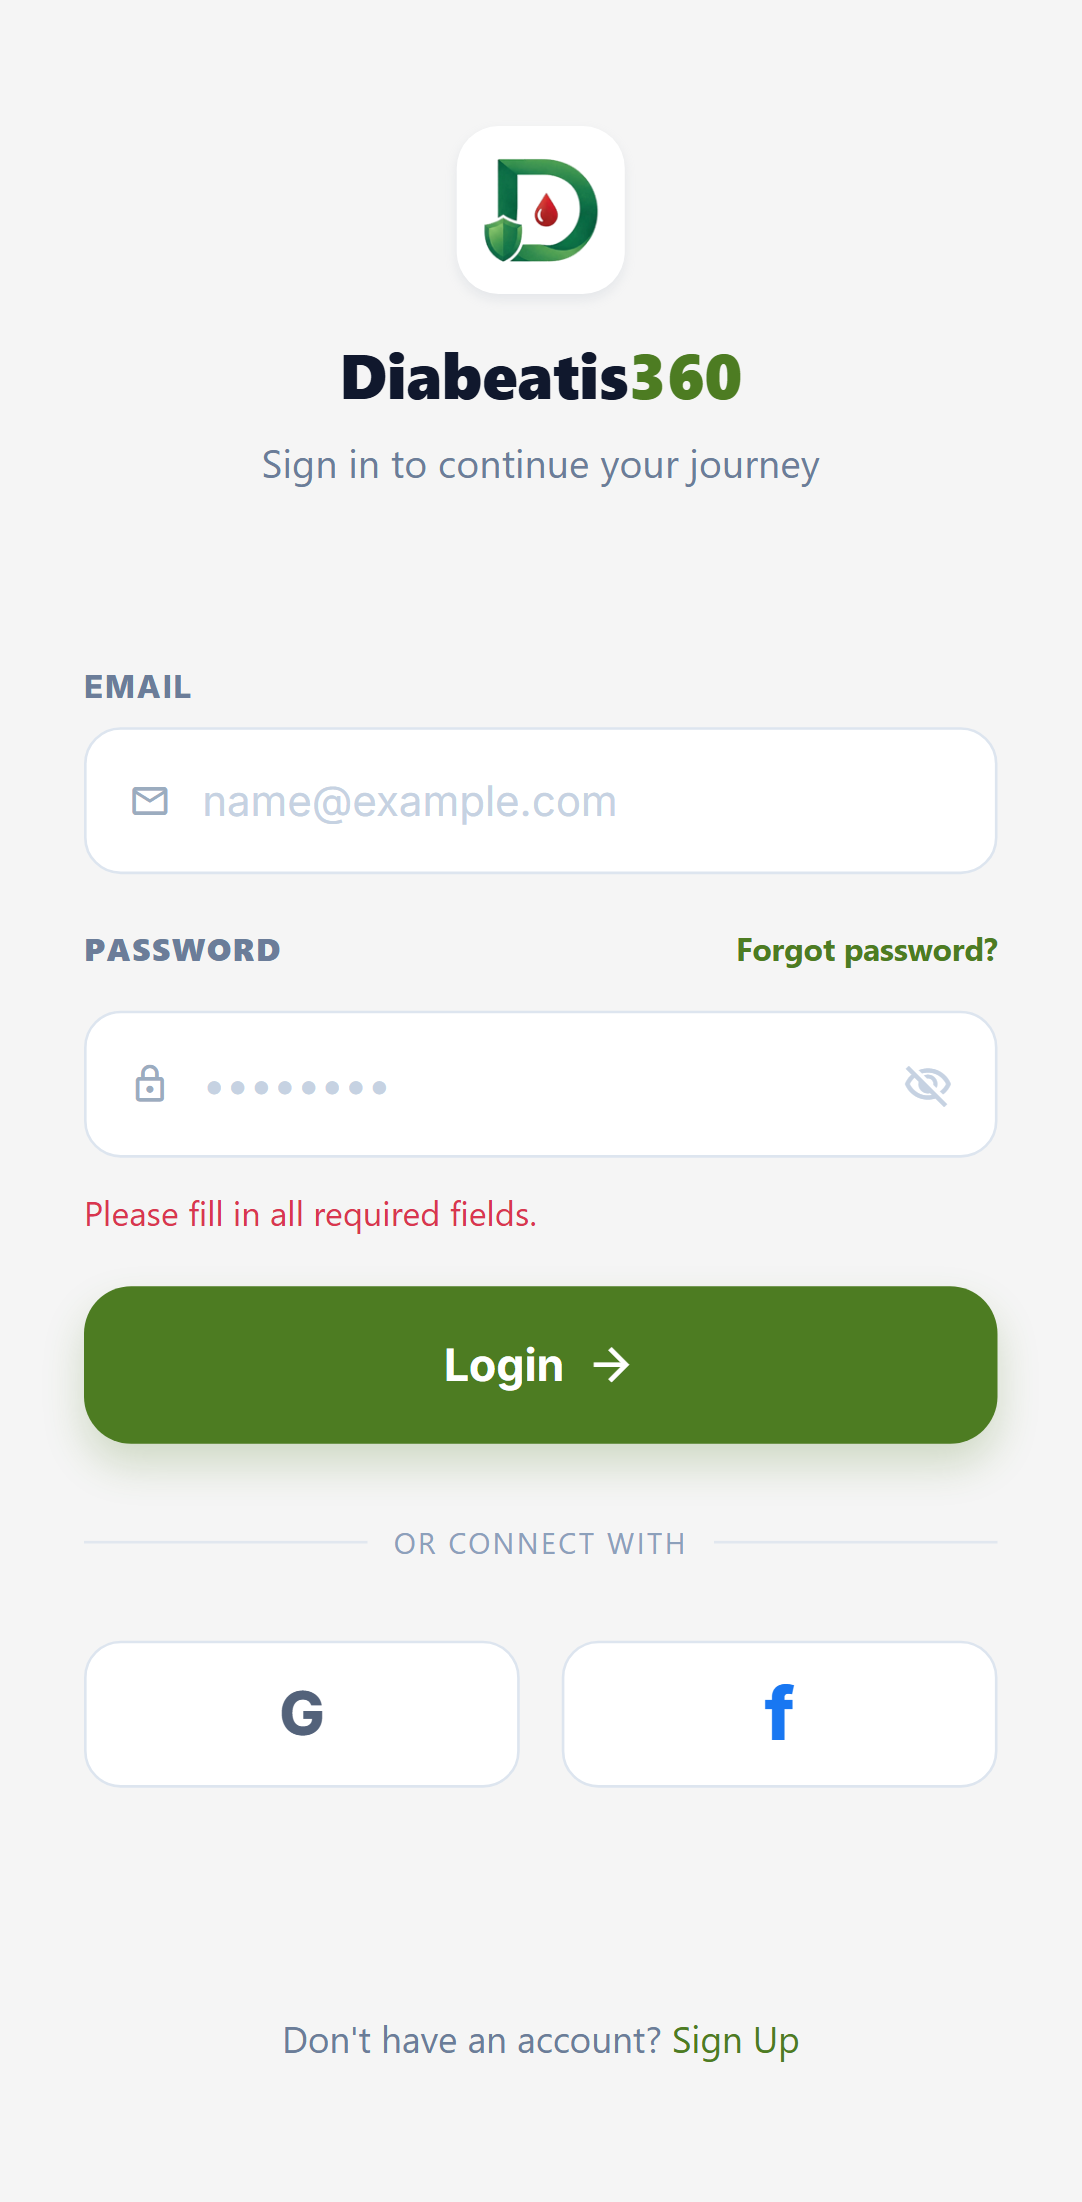 Diabeatis360
Sign in to continue your journey
EMAIL
name@example.com
PASSWORD Forgot password?
••••••••
Please fill in all required fields.
Login →
OR CONNECT WITH
G f
Don't have an account? Sign Up